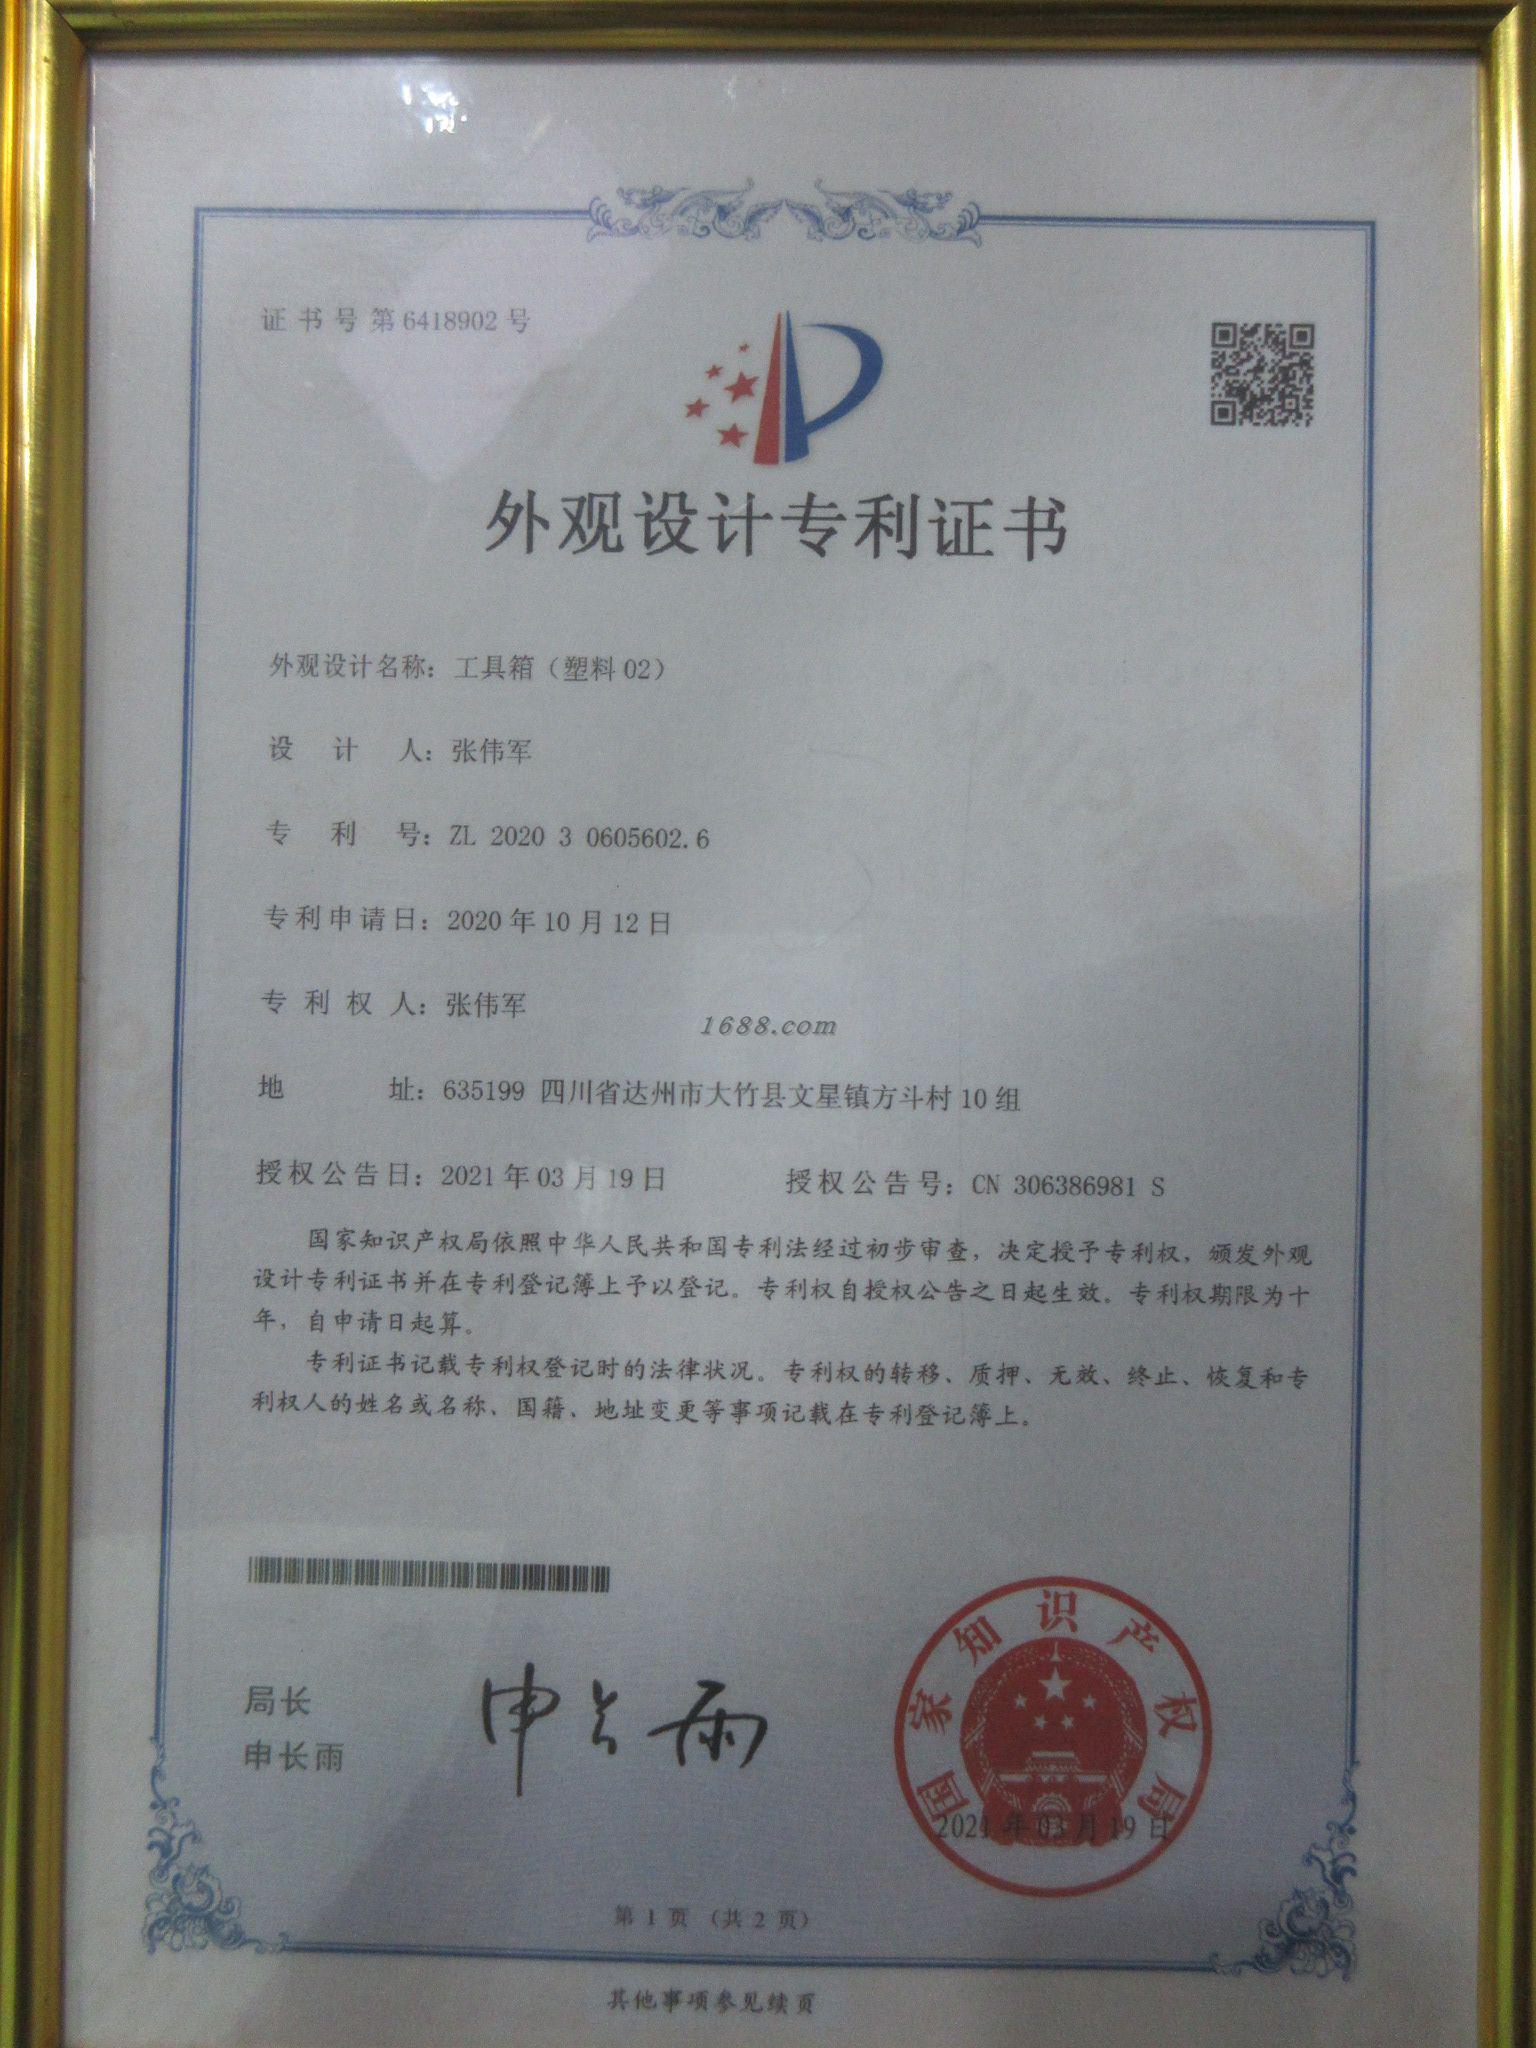 证书号第6418902号
外观设计专利证书
外观设计名称：工具箱（塑料02）
设计人：张伟军
专利号：ZL 2020 3 0605602.6
专利申请日：2020年10月12日
专利权人：张伟军
1688.com
地址：635199 四川省达州市大竹县文星镇方斗村10组
授权公告日：2021年03月19日 授权公告号：CN 306386981 S
国家知识产权局依照中华人民共和国专利法经过初步审查，决定授予专利权，颁发外观
设计专利证书并在专利登记簿上予以登记。专利权自授权公告之日起生效。专利权期限为十
年，自申请日起算。
专利证书记载专利权登记时的法律状况。专利权的转移、质押、无效、终止、恢复和专
利权人的姓名或名称、国籍、地址变更等事项记载在专利登记簿上。
局长
申长雨
申长雨
国家知识产权局
2021年03月19日
第 1 页 （共 2 页）
其他事项参见续页